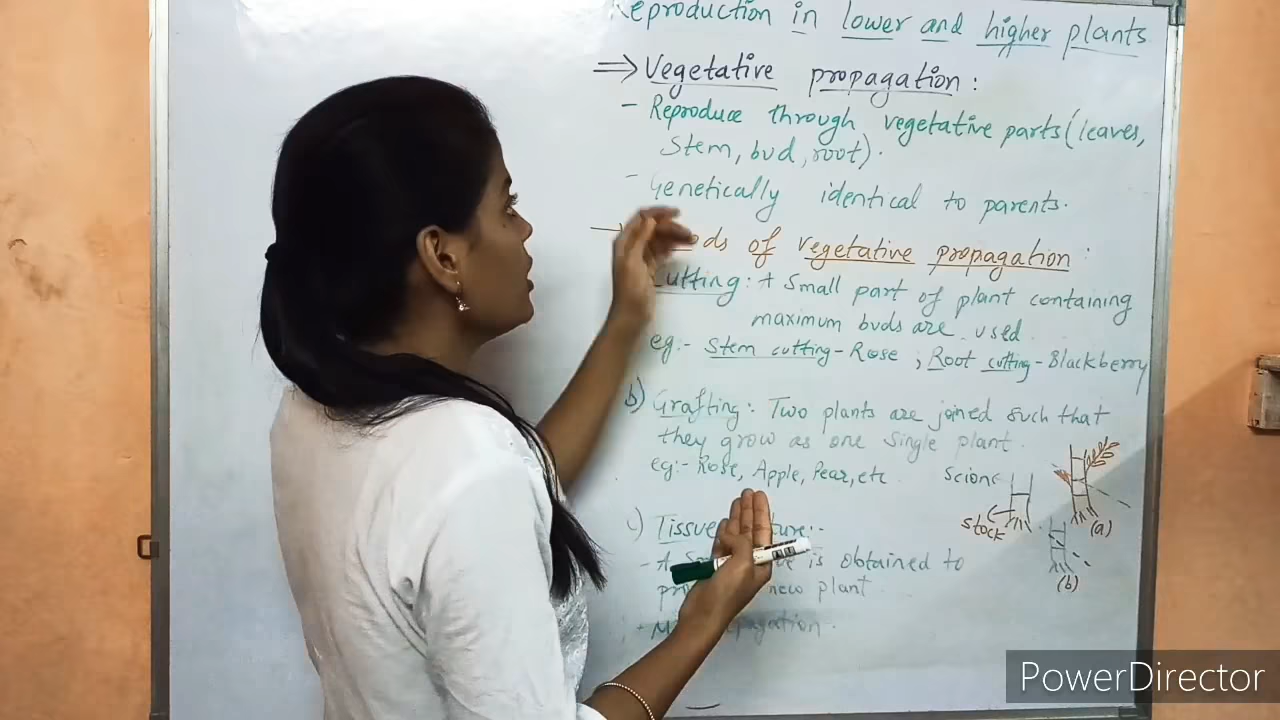 Reproduction in lower and higher plants
⇒ Vegetative propagation :
- Reproduce through vegetative parts (leaves,
Stem, bud, root).
- Genetically identical to parents.
→ of vegetative propagation :
Cutting : A Small part of plant containing
maximum buds are used
eg:- Stem cutting - Rose ; Root cutting - Blackberry
b) Grafting : Two plants are joined such that
they grow as one single plant.
eg:- Rose, Apple, Pear, etc
scion
stock
(a)
(b)
c) Tissue
- A is obtained to
new plant
PowerDirector